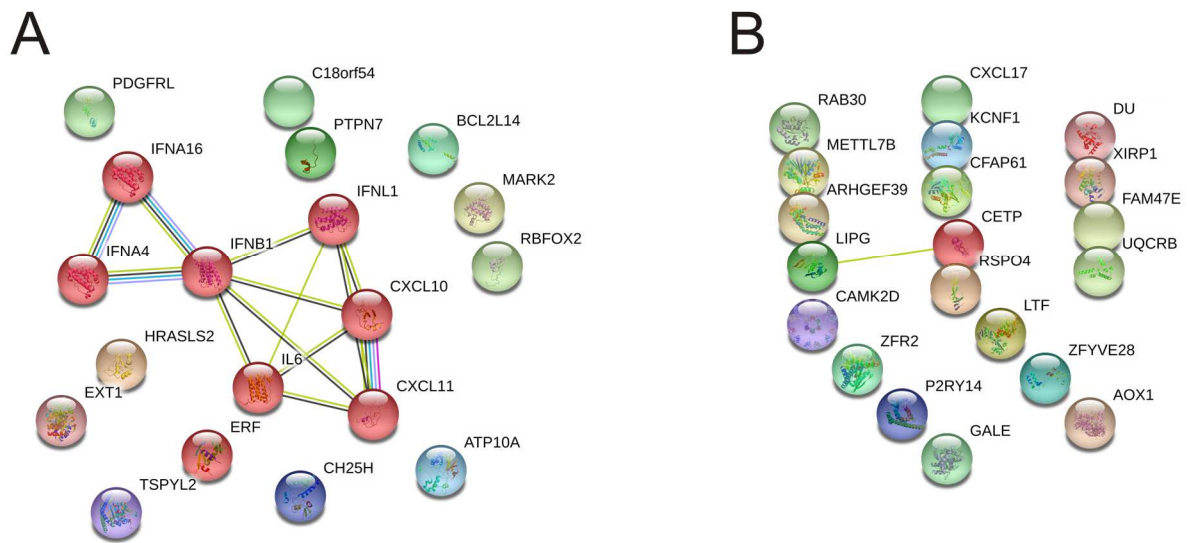 A
B
PDGFRL
C18orf54
PTPN7
BCL2L14
IFNA16
MARK2
IFNL1
RBFOX2
IFNA4
IFNB1
CXCL10
HRASLS2
IL6
CXCL11
EXT1
ERF
ATP10A
CH25H
TSPYL2
CXCL17
RAB30
KCNF1
DU
METTL7B
CFAP61
XIRP1
ARHGEF39
CETP
FAM47E
LIPG
RSPO4
UQCRB
CAMK2D
LTF
ZFR2
ZFYVE28
P2RY14
AOX1
GALE